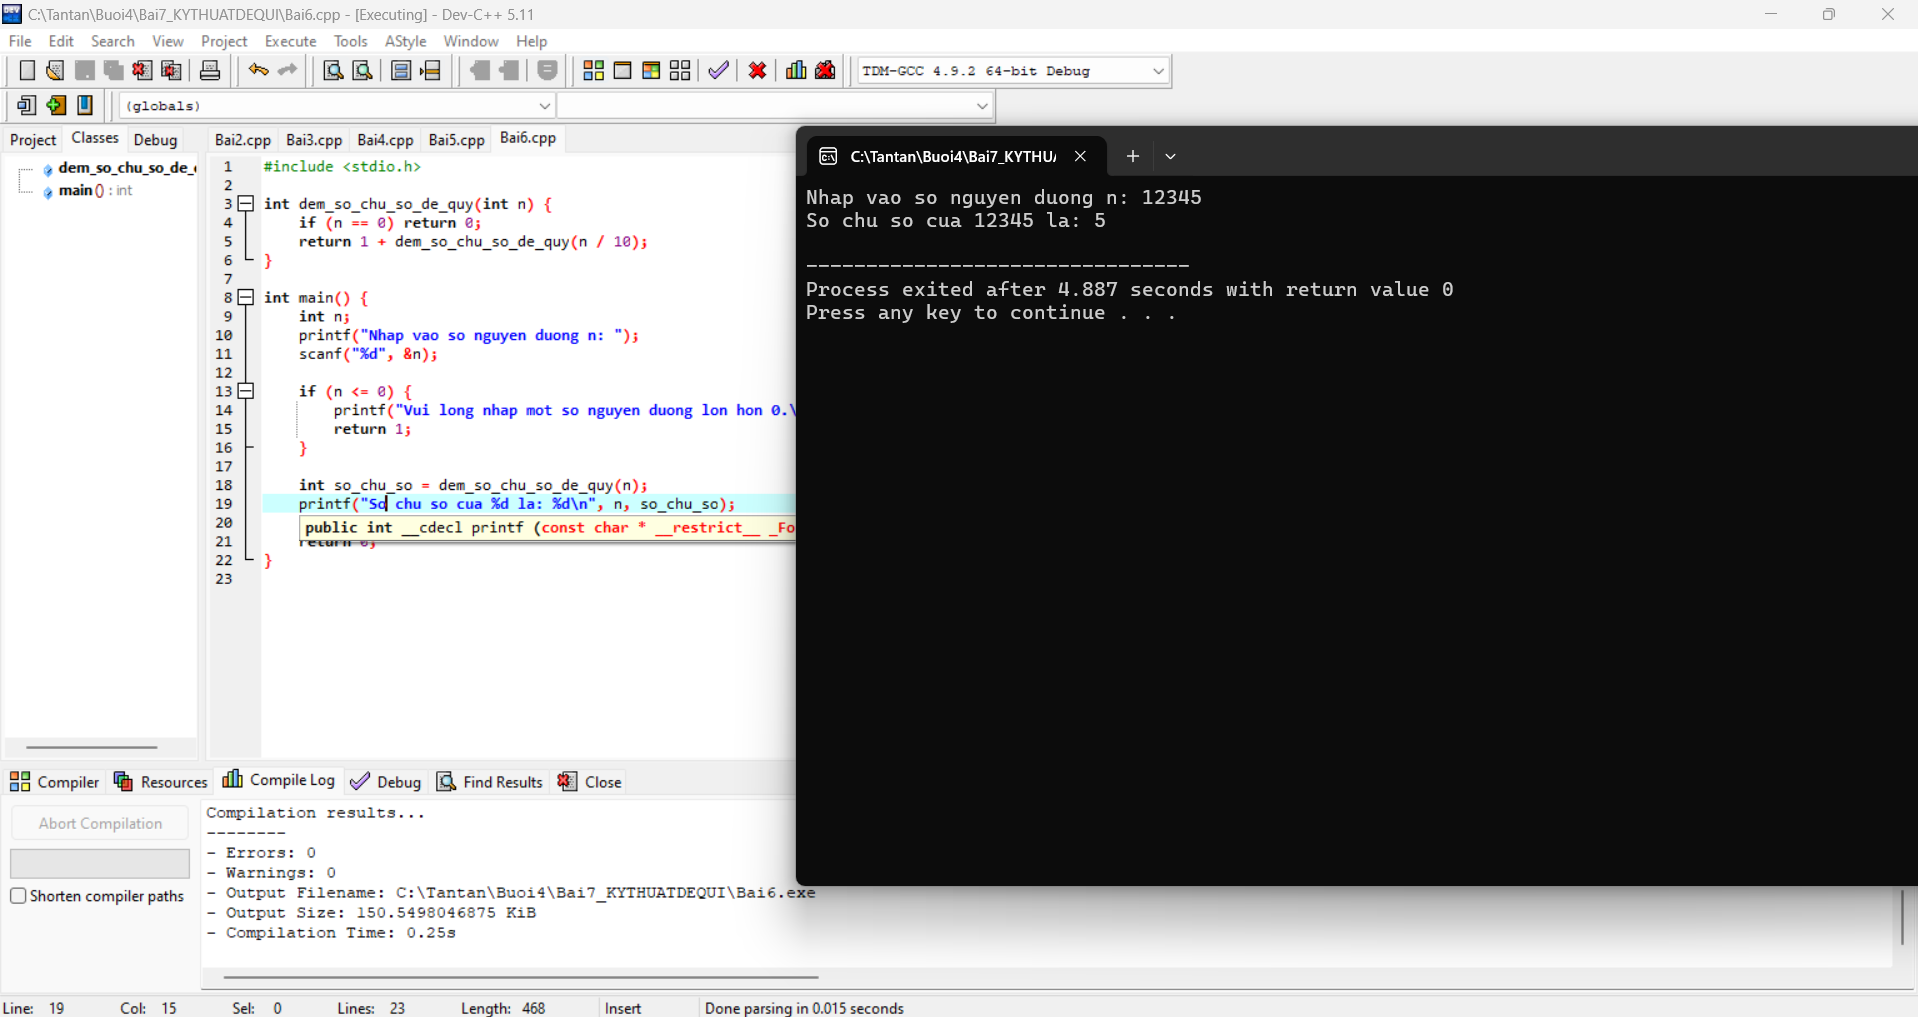 C:\Tantan\Buoi4\Bai7_KYTHUATDEQUI\Bai6.cpp - [Executing] - Dev-C++ 5.11
File Edit Search View Project Execute Tools AStyle Window Help
TDM-GCC 4.9.2 64-bit Debug
(globals)
Project Classes Debug
Bai2.cpp Bai3.cpp Bai4.cpp Bai5.cpp Bai6.cpp
dem_so_chu_so_de_
main () : int
1 #include <stdio.h>
2
3 int dem_so_chu_so_de_quy(int n) {
4 if (n == 0) return 0;
5 return 1 + dem_so_chu_so_de_quy(n / 10);
6 }
7
8 int main() {
9 int n;
10 printf("Nhap vao so nguyen duong n: ");
11 scanf("%d", &n);
12
13 if (n <= 0) {
14 printf("Vui long nhap mot so nguyen duong lon hon 0.\
15 return 1;
16 }
17
18 int so_chu_so = dem_so_chu_so_de_quy(n);
19 printf("So chu so cua %d la: %d\n", n, so_chu_so);
20 public int __cdecl printf (const char * __restrict__ _Fo
21 return 0;
22 }
23
C:\Tantan\Buoi4\Bai7_KYTHU
Nhap vao so nguyen duong n: 12345
So chu so cua 12345 la: 5
--------------------------------
Process exited after 4.887 seconds with return value 0
Press any key to continue . . .
Compiler Resources Compile Log Debug Find Results Close
Abort Compilation
Shorten compiler paths
Compilation results...
--------
- Errors: 0
- Warnings: 0
- Output Filename: C:\Tantan\Buoi4\Bai7_KYTHUATDEQUI\Bai6.exe
- Output Size: 150.5498046875 KiB
- Compilation Time: 0.25s
Line: 19 Col: 15 Sel: 0 Lines: 23 Length: 468 Insert Done parsing in 0.015 seconds